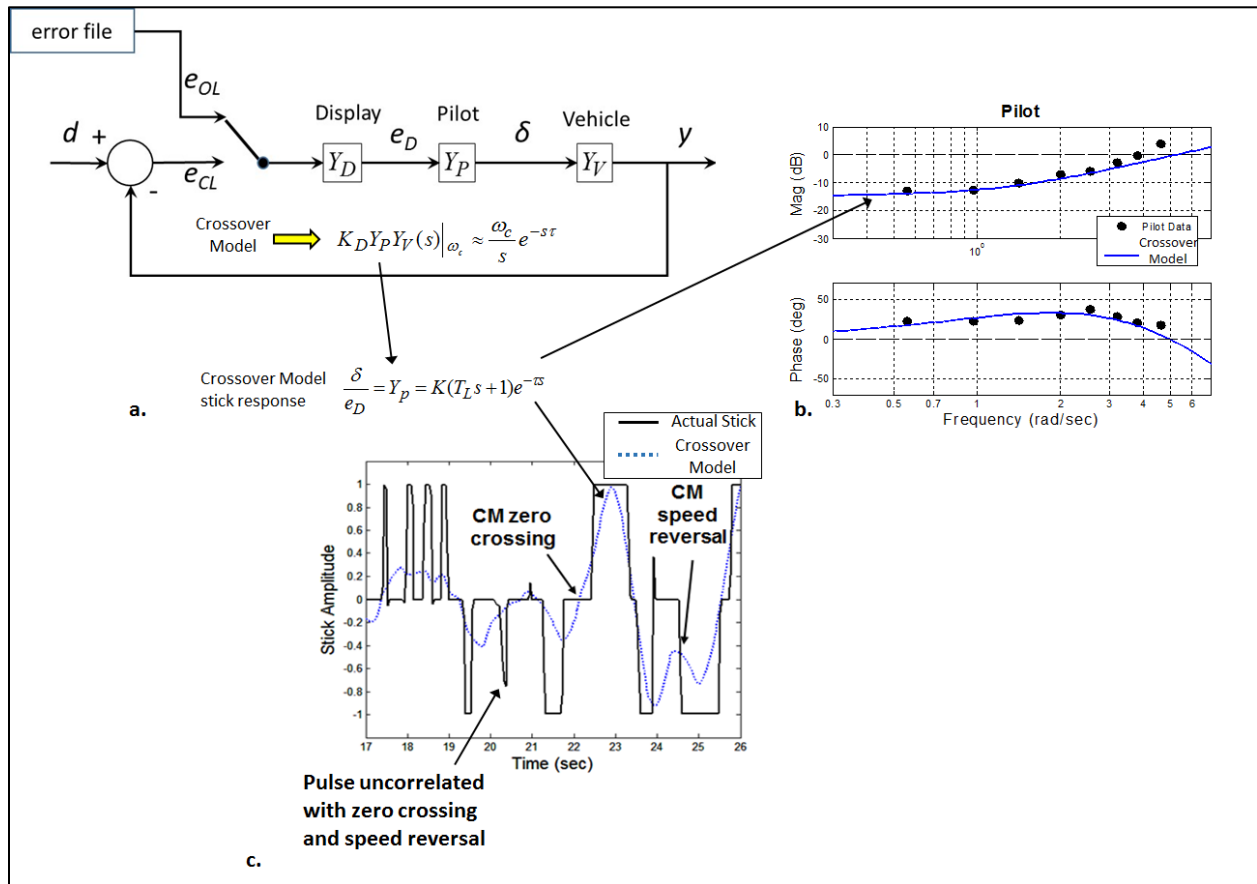 error file
e_OL
d +
-
e_CL
Display
Y_D
e_D
Pilot
Y_P
δ
Vehicle
Y_V
y
Crossover
Model
K_D Y_P Y_V (s)|_ω_c ≈ ω_c/s e^{-sτ}
Crossover Model
stick response
δ/e_D = Y_p = K(T_L s + 1)e^{-τs}
a.
Pilot
Mag (dB)
10
0
-10
-20
-30
10^0
Pilot Data
Crossover
Model
Phase (deg)
50
0
-50
0.3 0.5 0.7 1 2 3 4 5 6
Frequency (rad/sec)
b.
Actual Stick
Crossover
Model
Stick Amplitude
1
0.8
0.6
0.4
0.2
0
-0.2
-0.4
-0.6
-0.8
-1
CM zero
crossing
CM
speed
reversal
17 18 19 20 21 22 23 24 25 26
Time (sec)
Pulse uncorrelated
with zero crossing
and speed reversal
c.